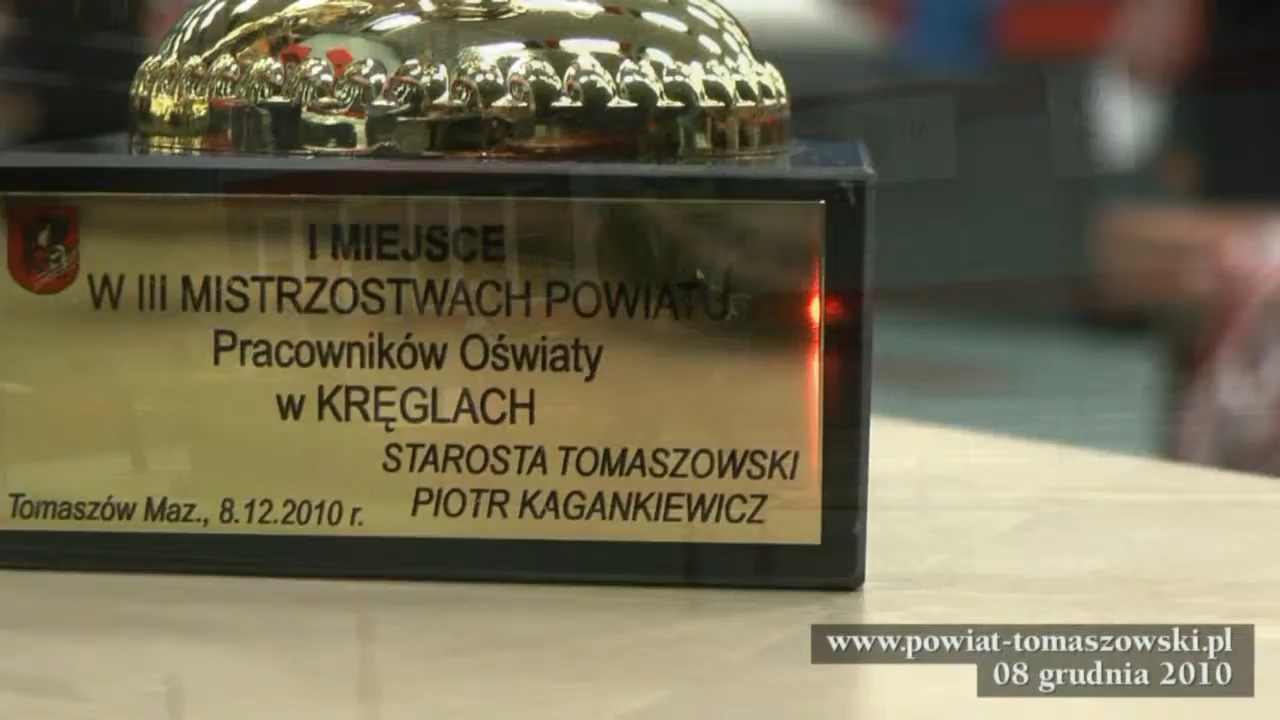 I MIEJSCE
W III MISTRZOSTWACH POWIATU
Pracowników Oświaty
w KRĘGLACH
STAROSTA TOMASZOWSKI
PIOTR KAGANKIEWICZ
Tomaszów Maz., 8.12.2010 r.
www.powiat-tomaszowski.pl
08 grudnia 2010